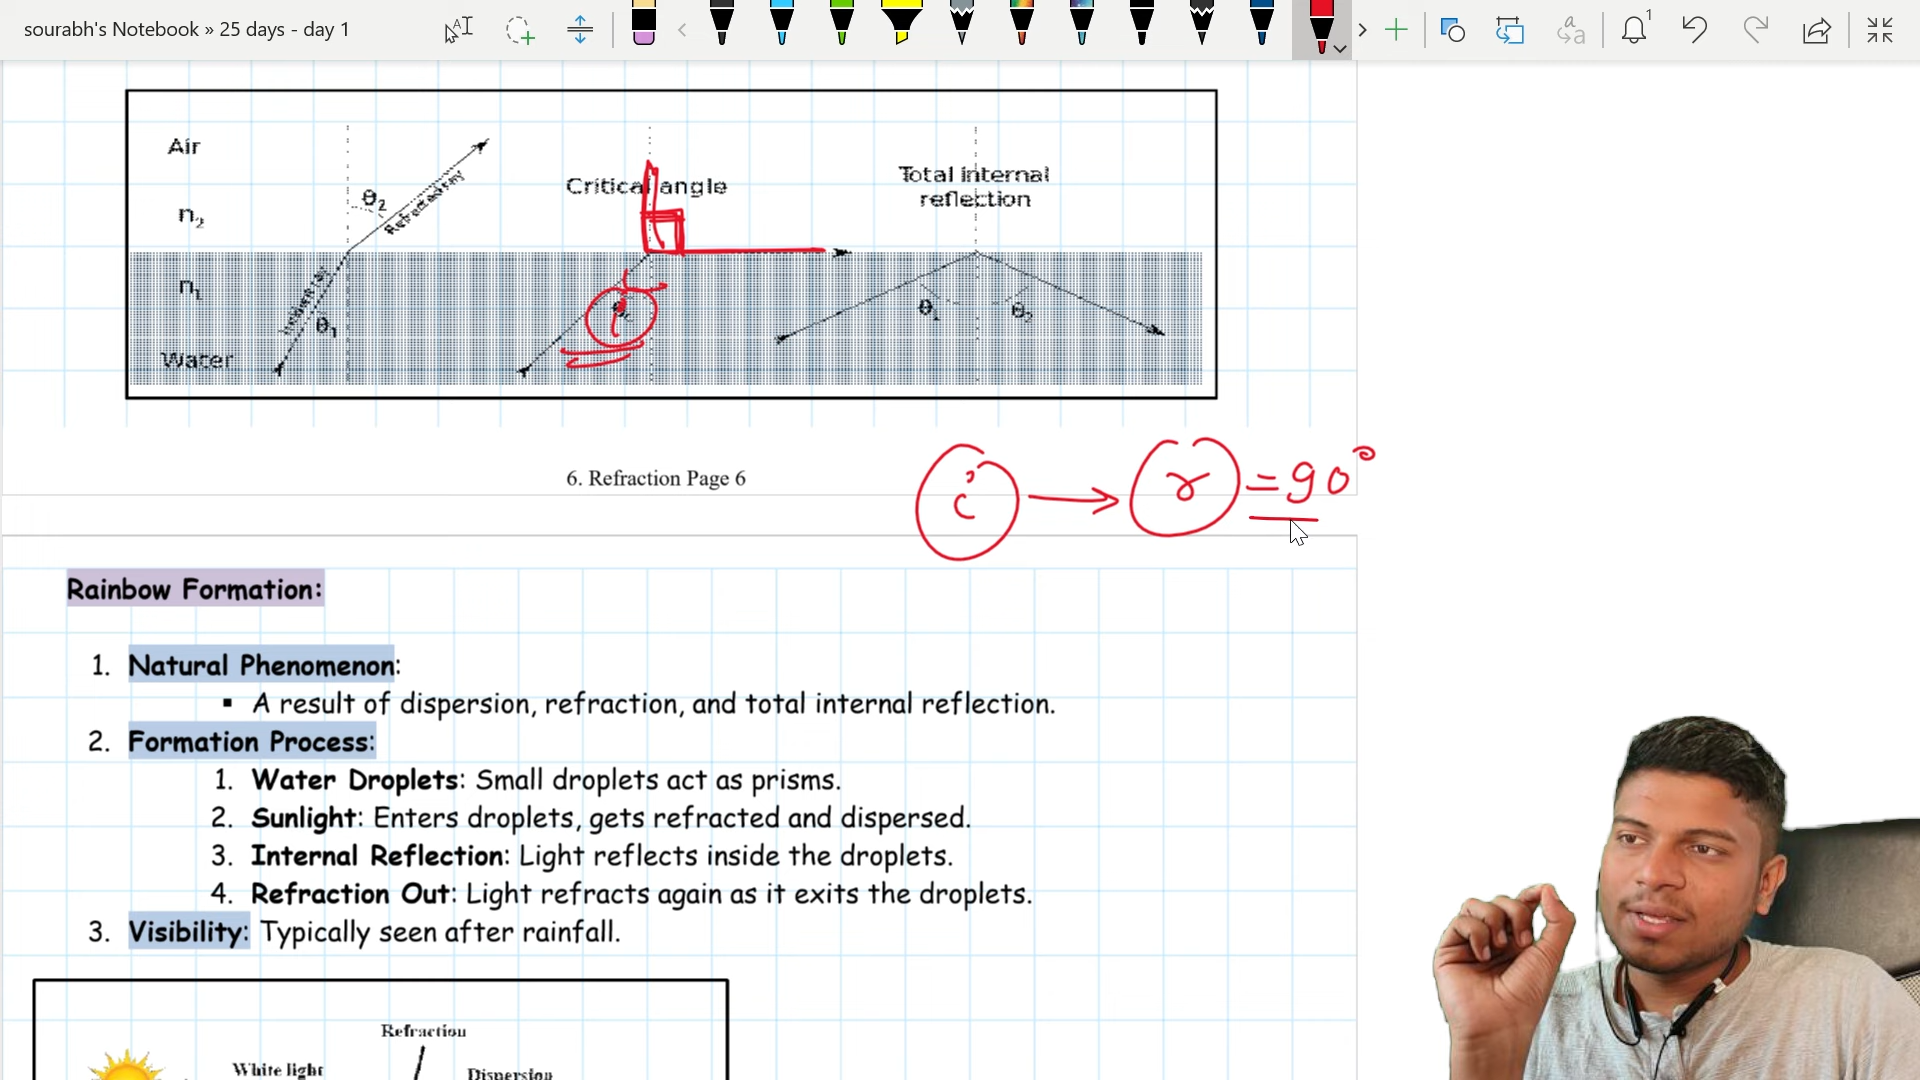 sourabh's Notebook » 25 days - day 1
Air
n2
θ2
Refracted ray
Critical angle
Total internal
reflection
n1
θ1
Water
i
θ1
θ2
6. Refraction Page 6
i → r = 90°
Rainbow Formation:
1. Natural Phenomenon:
▪ A result of dispersion, refraction, and total internal reflection.
2. Formation Process:
1. Water Droplets: Small droplets act as prisms.
2. Sunlight: Enters droplets, gets refracted and dispersed.
3. Internal Reflection: Light reflects inside the droplets.
4. Refraction Out: Light refracts again as it exits the droplets.
3. Visibility: Typically seen after rainfall.
Refraction
White light
Dispersion